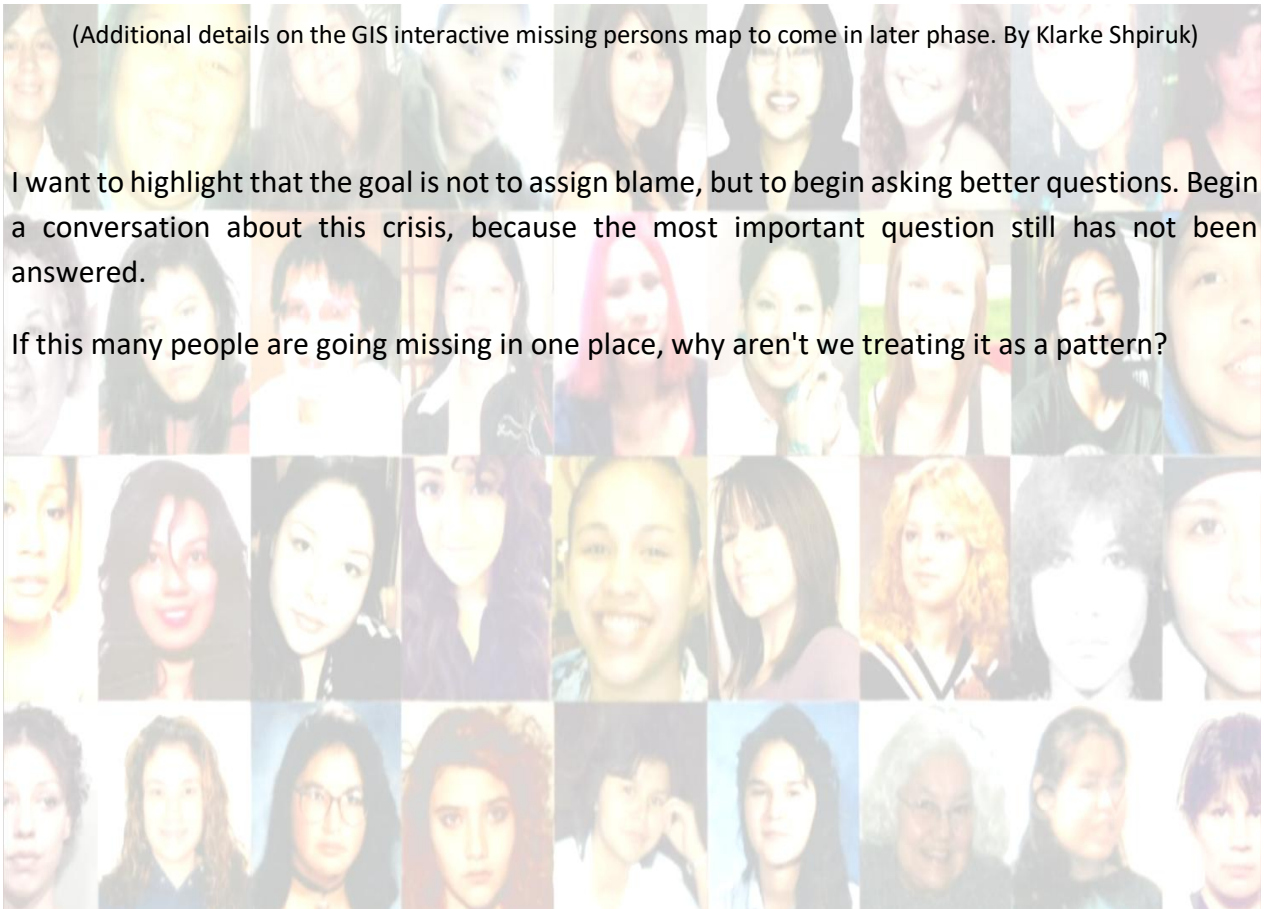 (Additional details on the GIS interactive missing persons map to come in later phase. By Klarke Shpiruk)
I want to highlight that the goal is not to assign blame, but to begin asking better questions. Begin
a conversation about this crisis, because the most important question still has not been
answered.
If this many people are going missing in one place, why aren't we treating it as a pattern?